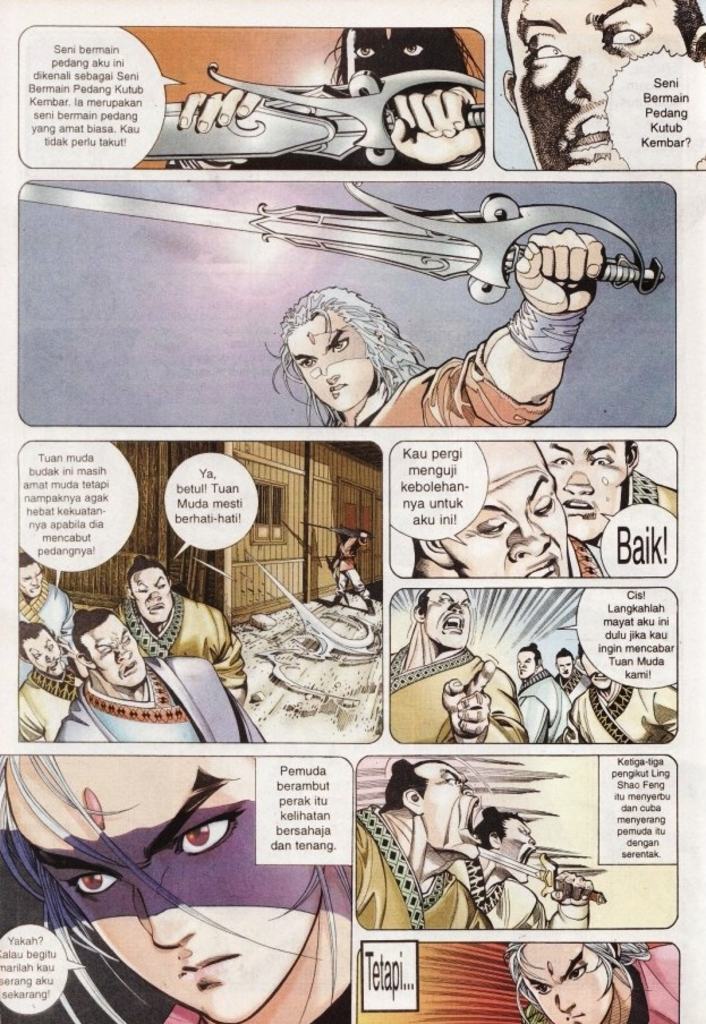 Seni bermain
pedang aku ini
dikenali sebagai Seni
Bermain Pedang Kutub
Kembar. Ia merupakan
seni bermain pedang
yang amat biasa. Kau
tidak perlu takut!
Seni
Bermain
Pedang
Kutub
Kembar?
Tuan muda
budak ini masih
amat muda tetapi
nampaknya agak
hebat kekuatan-
nya apabila dia
mencabut
pedangnya!
Ya,
betul! Tuan
Muda mesti
berhati-hati!
Kau pergi
menguji
kebolehan-
nya untuk
aku ini!
Baik!
Cis!
Langkahlah
mayat aku ini
dulu jika kau
ingin mencabar
Tuan Muda
kami!
Pemuda
berambut
perak itu
kelihatan
bersahaja
dan tenang.
Yakah?
Kalau begitu
marilah kau
serang aku
sekarang!
Ketiga-tiga
pengikut Ling
Shao Feng
itu menyerbu
dan cuba
menyerang
pemuda itu
dengan
serentak.
Tetapi...